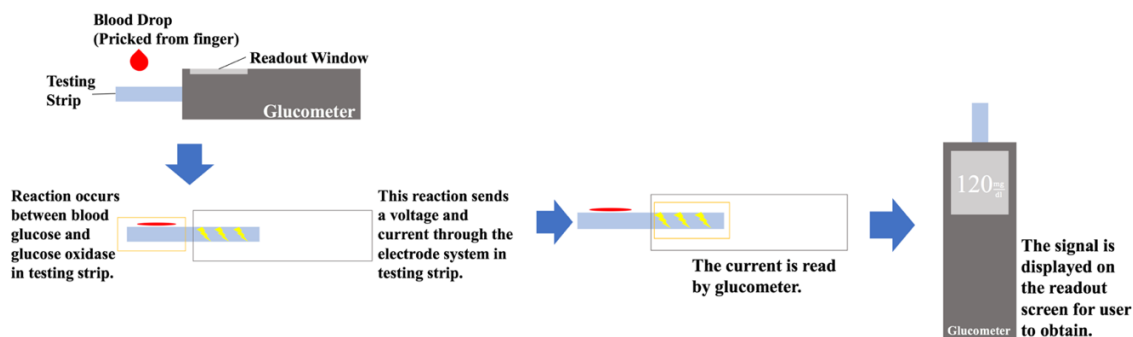 Blood Drop
(Pricked from finger)
Readout Window
Testing
Strip
Glucometer
Reaction occurs
between blood
glucose and
glucose oxidase
in testing strip.
This reaction sends
a voltage and
current through the
electrode system in
testing strip.
The current is read
by glucometer.
120 mg/dl
The signal is
displayed on
the readout
screen for user
to obtain.
Glucometer